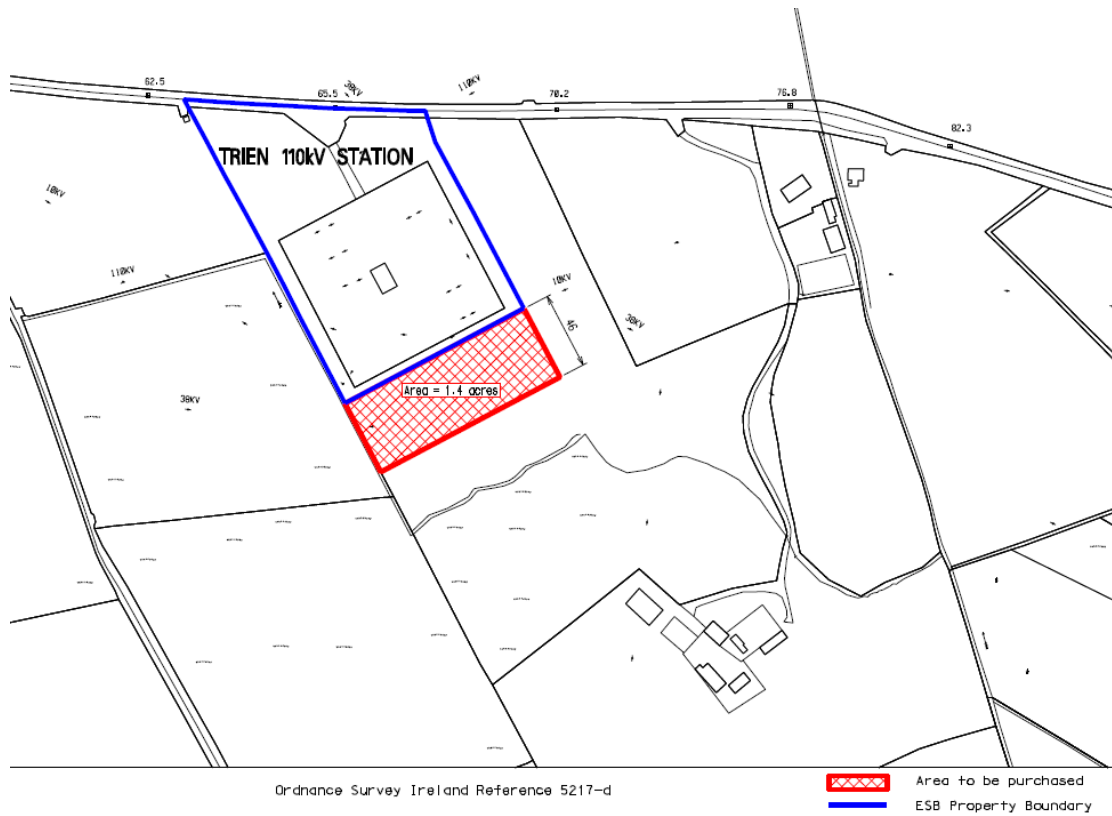 62.5
65.5
38KV
110KV
70.2
76.8
82.3
TRIEN 110kV STATION
10KV
110KV
10KV
46
38KV
Area = 1.4 acres
38KV
Ordnance Survey Ireland Reference 5217-d
Area to be purchased
ESB Property Boundary